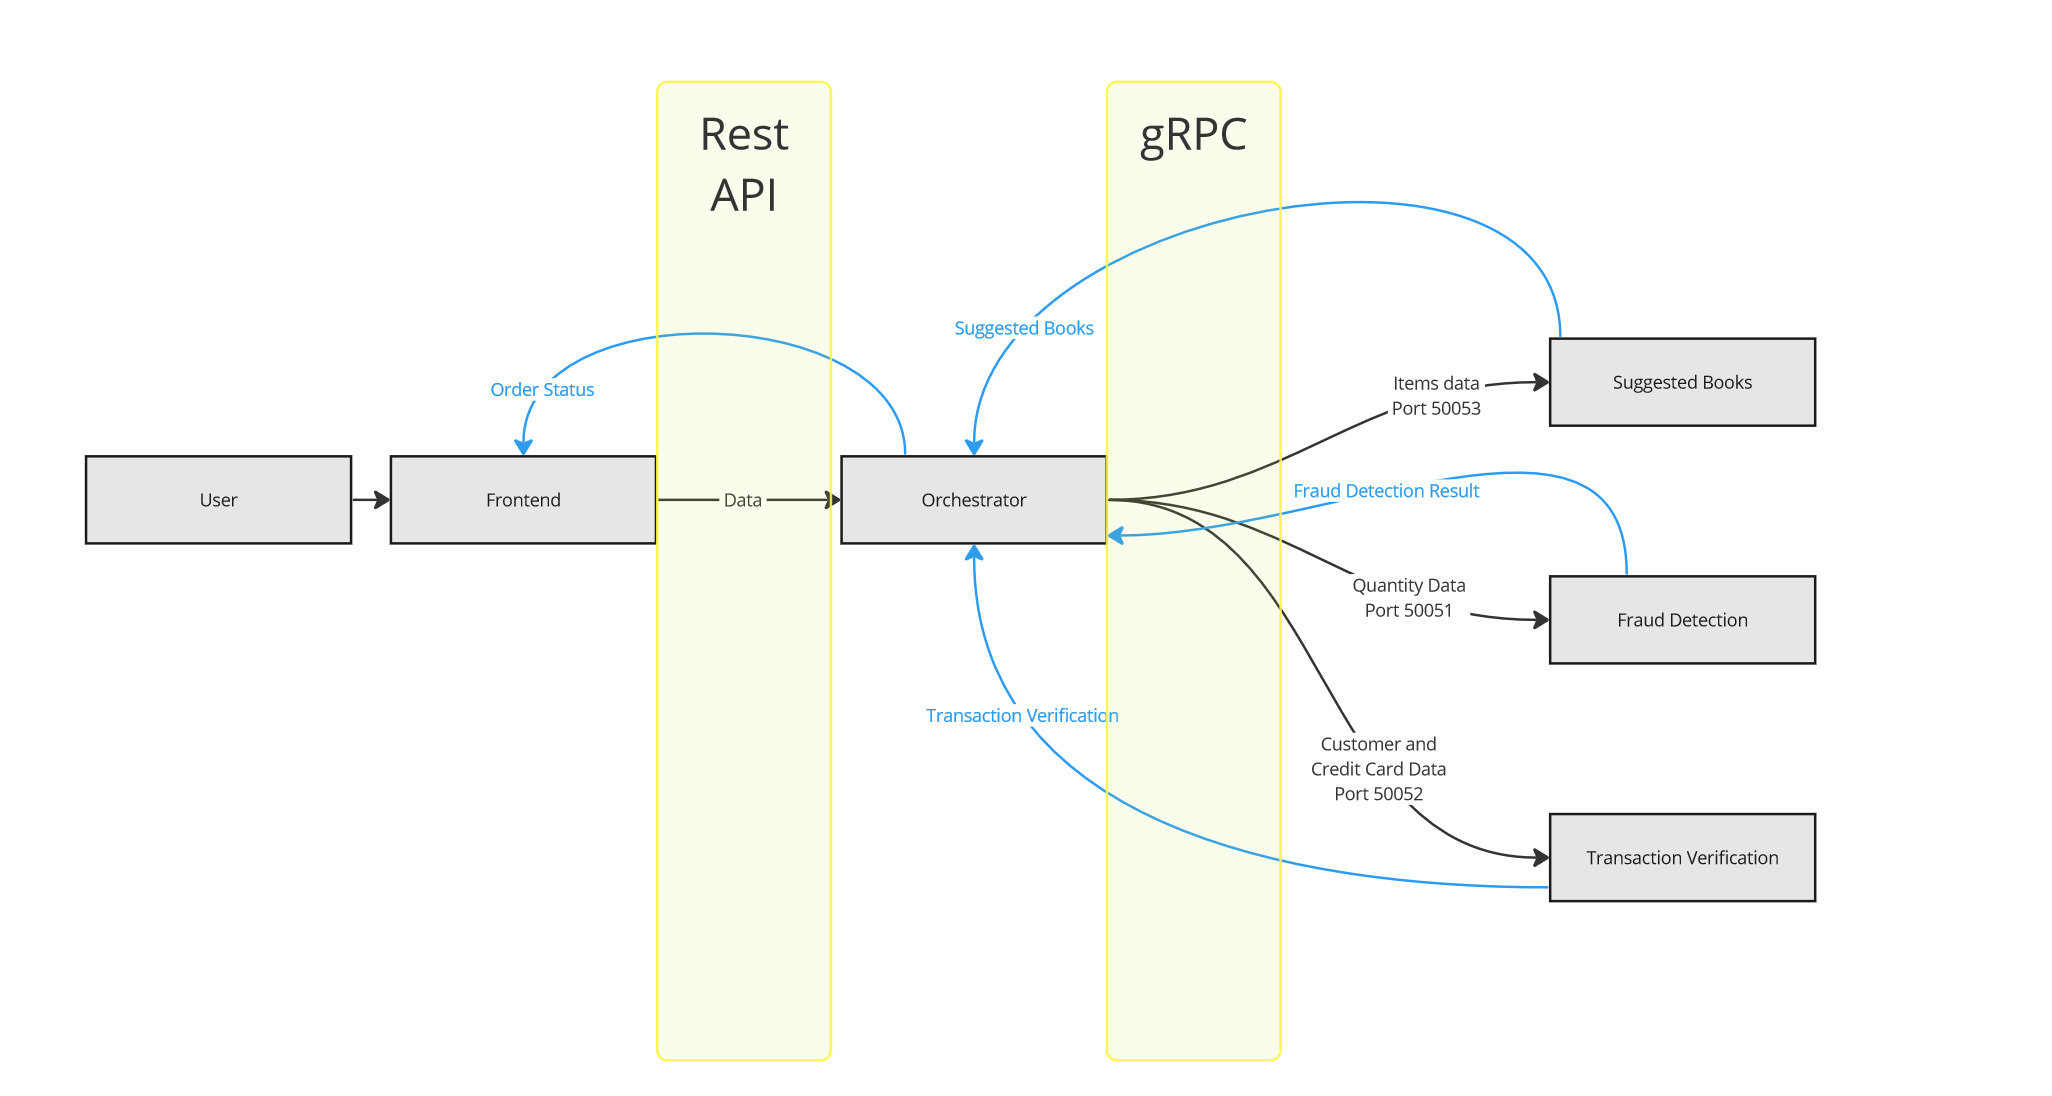 Rest
API
gRPC
Suggested Books
Order Status
Items data
Port 50053
Suggested Books
User
Frontend
Data
Orchestrator
Fraud Detection Result
Quantity Data
Port 50051
Fraud Detection
Transaction Verification
Customer and
Credit Card Data
Port 50052
Transaction Verification